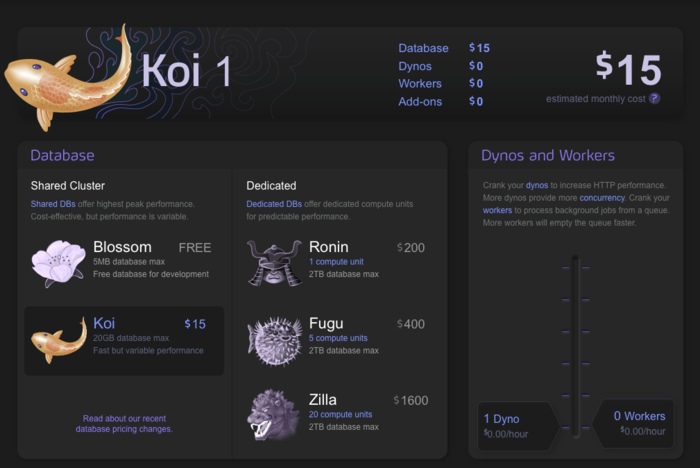 Koi 1
Database $15
Dynos $0
Workers $0
Add-ons $0
$15
estimated monthly cost ?
Database
Shared Cluster
Shared DBs offer highest peak performance.
Cost-effective, but performance is variable.
Blossom FREE
5MB database max
Free database for development
Koi $15
20GB database max
Fast but variable performance
Read about our recent
database pricing changes.
Dedicated
Dedicated DBs offer dedicated compute units
for predictable performance.
Ronin $200
1 compute unit
2TB database max
Fugu $400
5 compute units
2TB database max
Zilla $1600
20 compute units
2TB database max
Dynos and Workers
Crank your dynos to increase HTTP performance.
More dynos provide more concurrency. Crank your
workers to process background jobs from a queue.
More workers will empty the queue faster.
1 Dyno
$0.00/hour
0 Workers
$0.00/hour